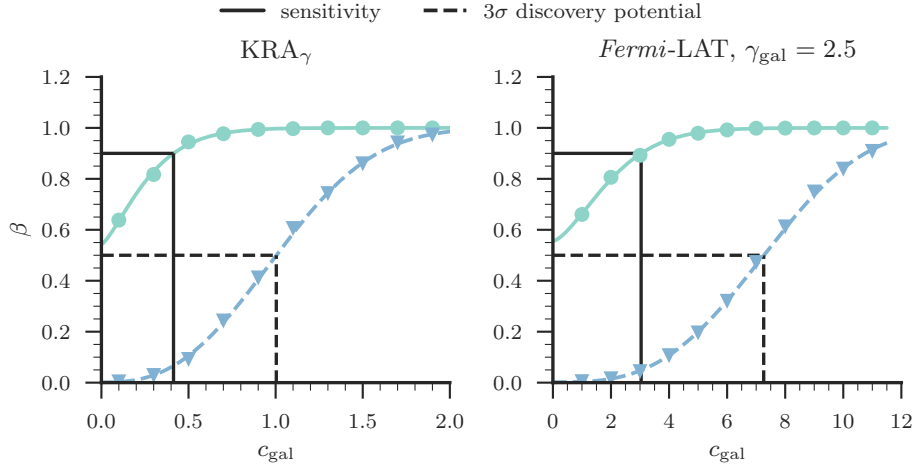 sensitivity 3σ discovery potential
KRAγ
Fermi-LAT, γgal = 2.5
β
1.2
1.0
0.8
0.6
0.4
0.2
0.0
0.0 0.5 1.0 1.5 2.0
cgal
1.2
1.0
0.8
0.6
0.4
0.2
0.0
0 2 4 6 8 10 12
cgal